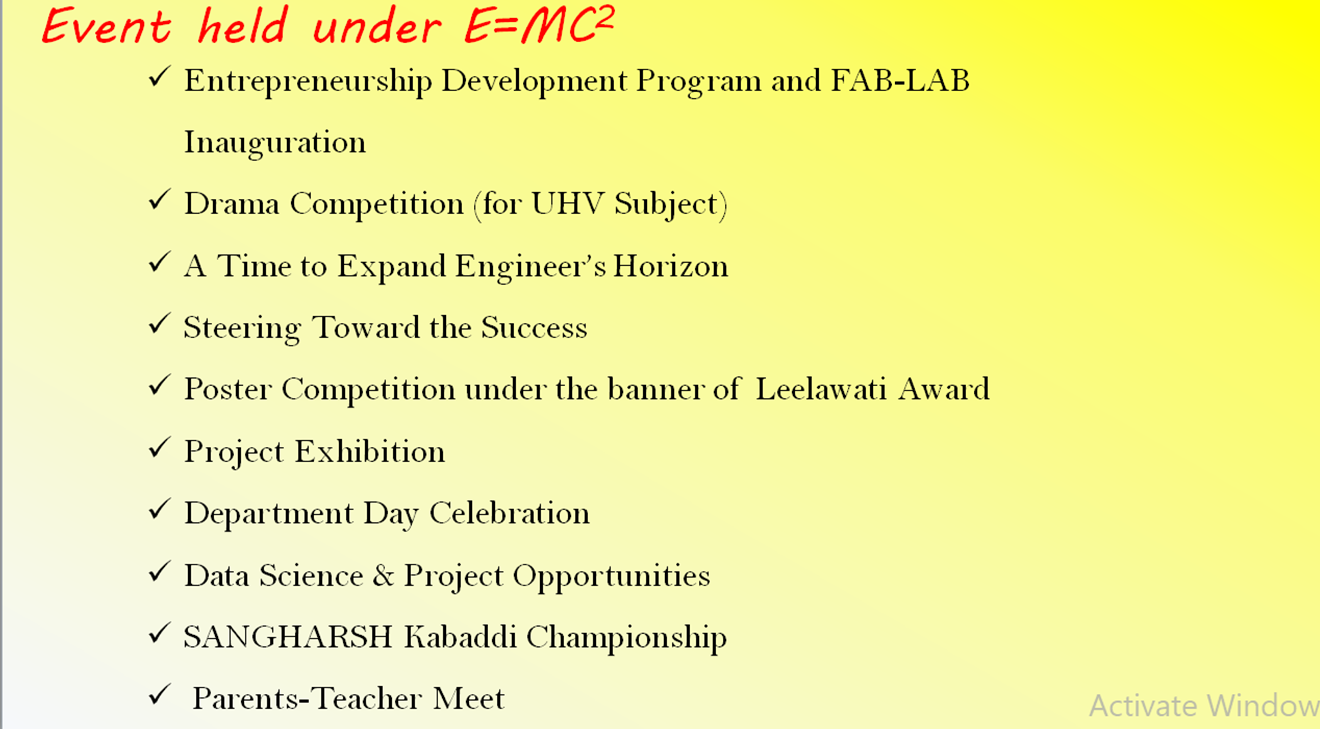 Event held under E=MC²
✓ Entrepreneurship Development Program and FAB-LAB
Inauguration
✓ Drama Competition (for UHV Subject)
✓ A Time to Expand Engineer's Horizon
✓ Steering Toward the Success
✓ Poster Competition under the banner of Leelawati Award
✓ Project Exhibition
✓ Department Day Celebration
✓ Data Science & Project Opportunities
✓ SANGHARSH Kabaddi Championship
✓ Parents-Teacher Meet
Activate Window